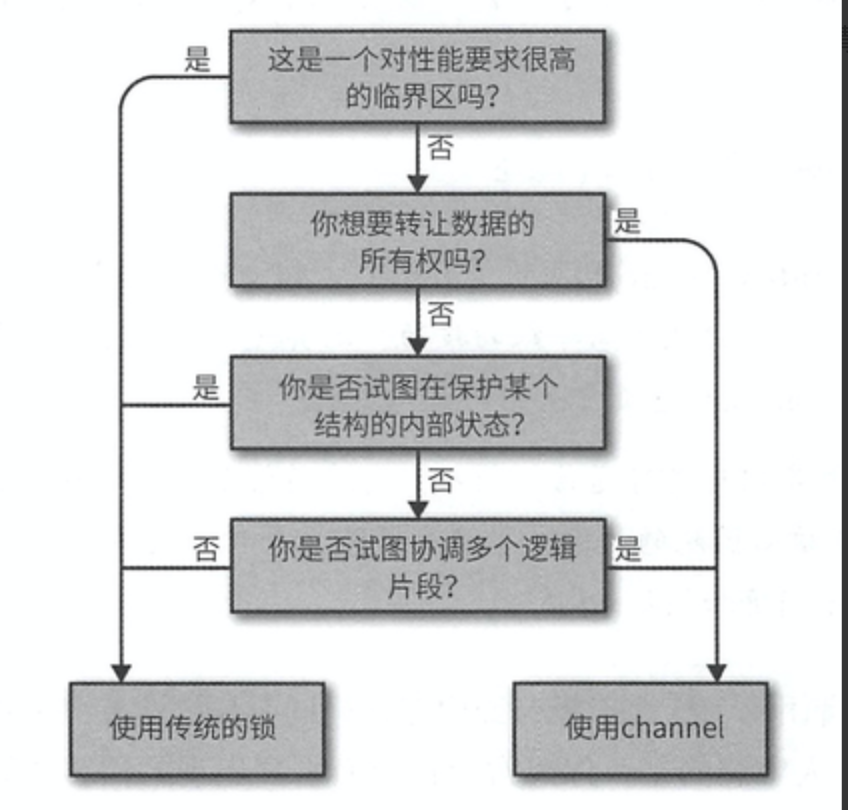 是
这是一个对性能要求很高
的临界区吗？
否
你想要转让数据的
所有权吗？
是
否
是
你是否试图在保护某个
结构的内部状态？
否
否
你是否试图协调多个逻辑
片段？
是
使用传统的锁
使用channel